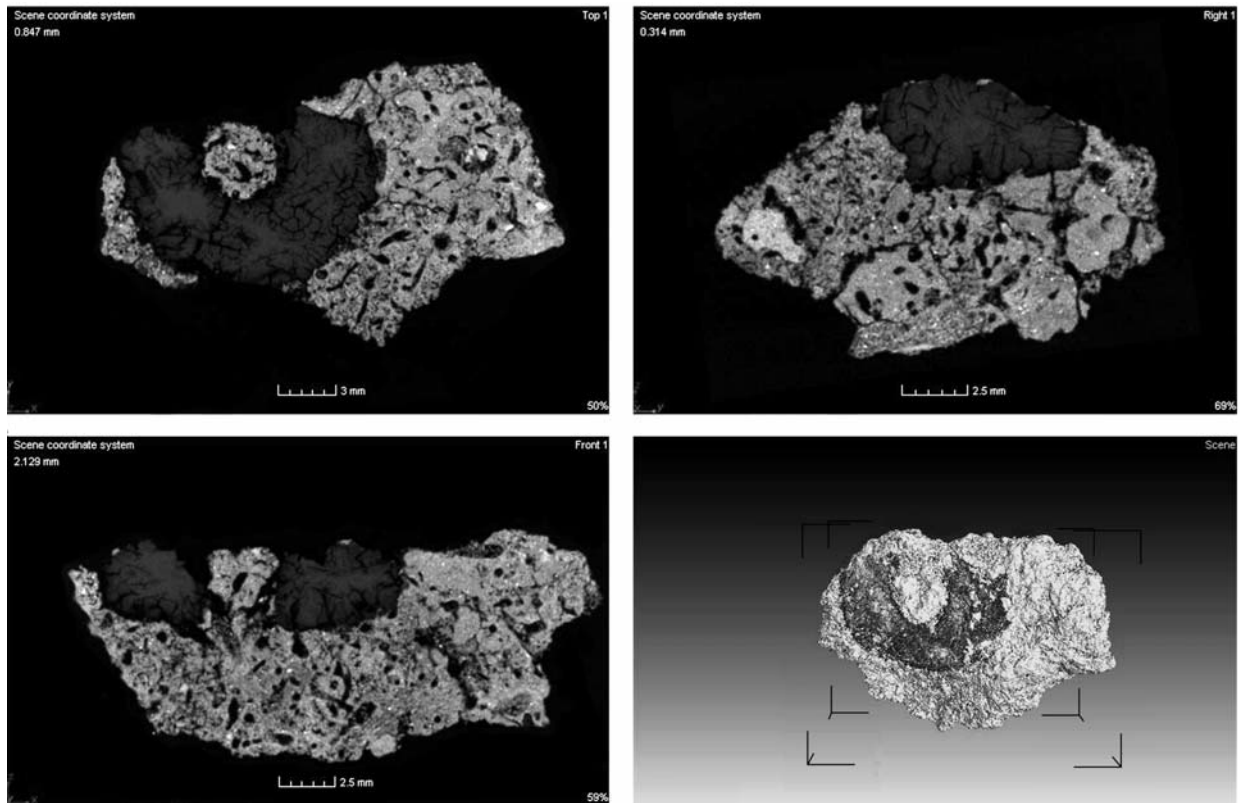 Scene coordinate system
Top 1
0.847 mm
3 mm
50%
Scene coordinate system
Right 1
0.314 mm
2.5 mm
69%
Scene coordinate system
Front 1
2.129 mm
2.5 mm
59%
Scene